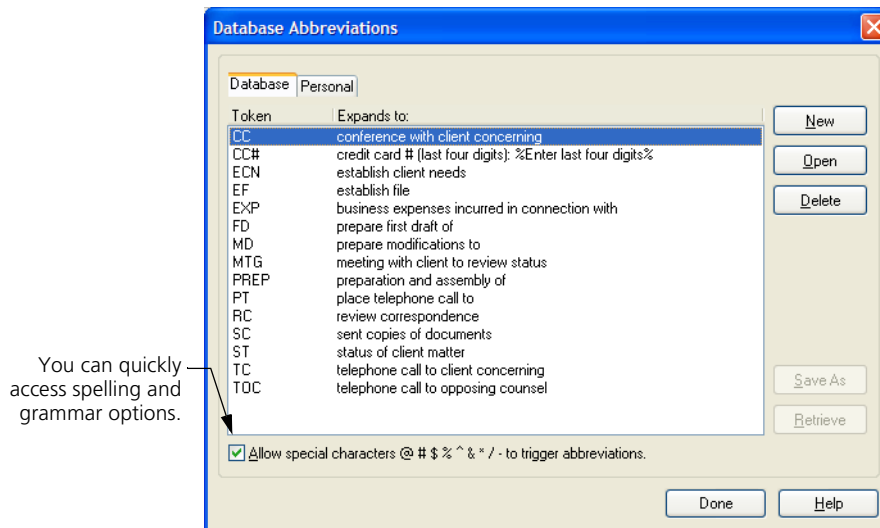 Database Abbreviations
Database Personal
Token Expands to:
CC conference with client concerning
CC# credit card # (last four digits): %Enter last four digits%
ECN establish client needs
EF establish file
EXP business expenses incurred in connection with
FD prepare first draft of
MD prepare modifications to
MTG meeting with client to review status
PREP preparation and assembly of
PT place telephone call to
RC review correspondence
SC sent copies of documents
ST status of client matter
TC telephone call to client concerning
TOC telephone call to opposing counsel
New
Open
Delete
Save As
Retrieve
You can quickly
access spelling and
grammar options.
Allow special characters @ # $ % ^ & * / - to trigger abbreviations.
Done Help